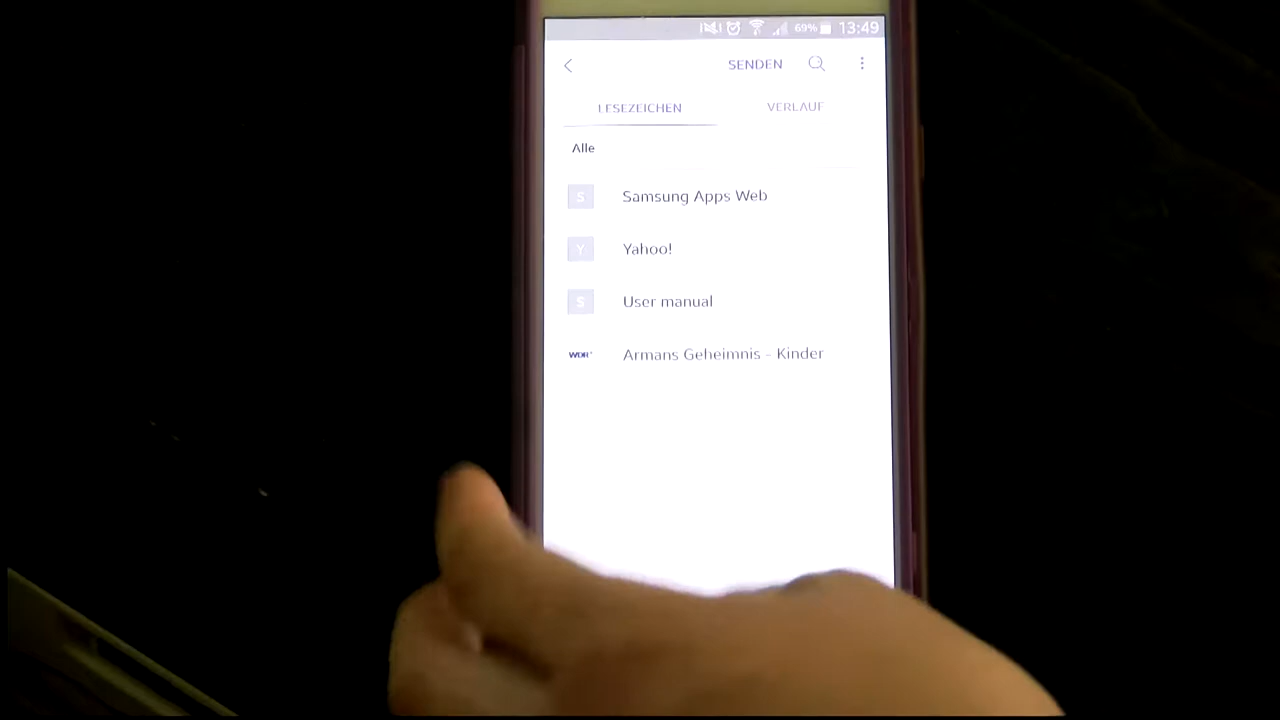 69% 13:49
SENDEN
LESEZEICHEN VERLAUF
Alle
S Samsung Apps Web
Y Yahoo!
S User manual
WDR Armans Geheimnis - Kinder